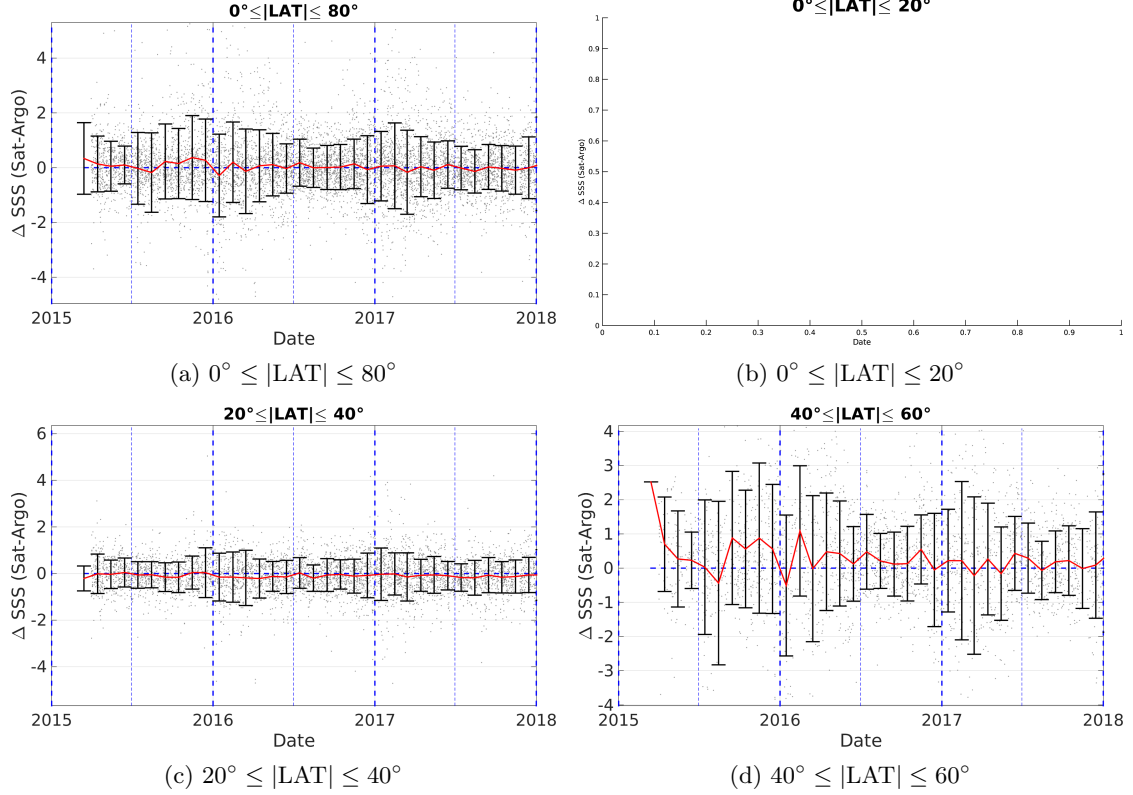 0°≤|LAT|≤ 80°
4
2
0
-2
-4
Δ SSS (Sat-Argo)
2015 2016 2017 2018
Date
(a) 0° ≤ |LAT| ≤ 80°
0°≤|LAT|≤ 20°
1
0.9
0.8
0.7
0.6
0.5
0.4
0.3
0.2
0.1
0
Δ SSS (Sat-Argo)
0 0.1 0.2 0.3 0.4 0.5 0.6 0.7 0.8 0.9 1
Date
(b) 0° ≤ |LAT| ≤ 20°
20°≤|LAT|≤ 40°
6
4
2
0
-2
-4
Δ SSS (Sat-Argo)
2015 2016 2017 2018
Date
(c) 20° ≤ |LAT| ≤ 40°
40°≤|LAT|≤ 60°
4
3
2
1
0
-1
-2
-3
-4
Δ SSS (Sat-Argo)
2015 2016 2017 2018
Date
(d) 40° ≤ |LAT| ≤ 60°